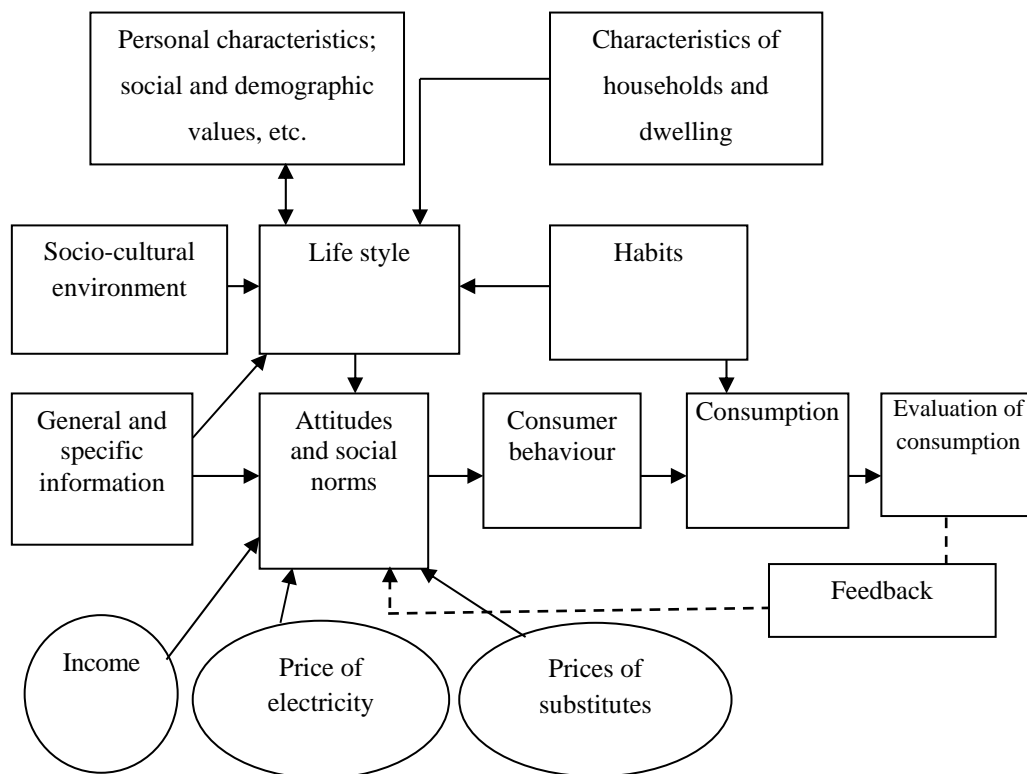 Personal characteristics;
social and demographic
values, etc.
Characteristics of
households and
dwelling
Socio-cultural
environment
Life style
Habits
General and
specific
information
Attitudes
and social
norms
Consumer
behaviour
Consumption
Evaluation of
consumption
Feedback
Income
Price of
electricity
Prices of
substitutes